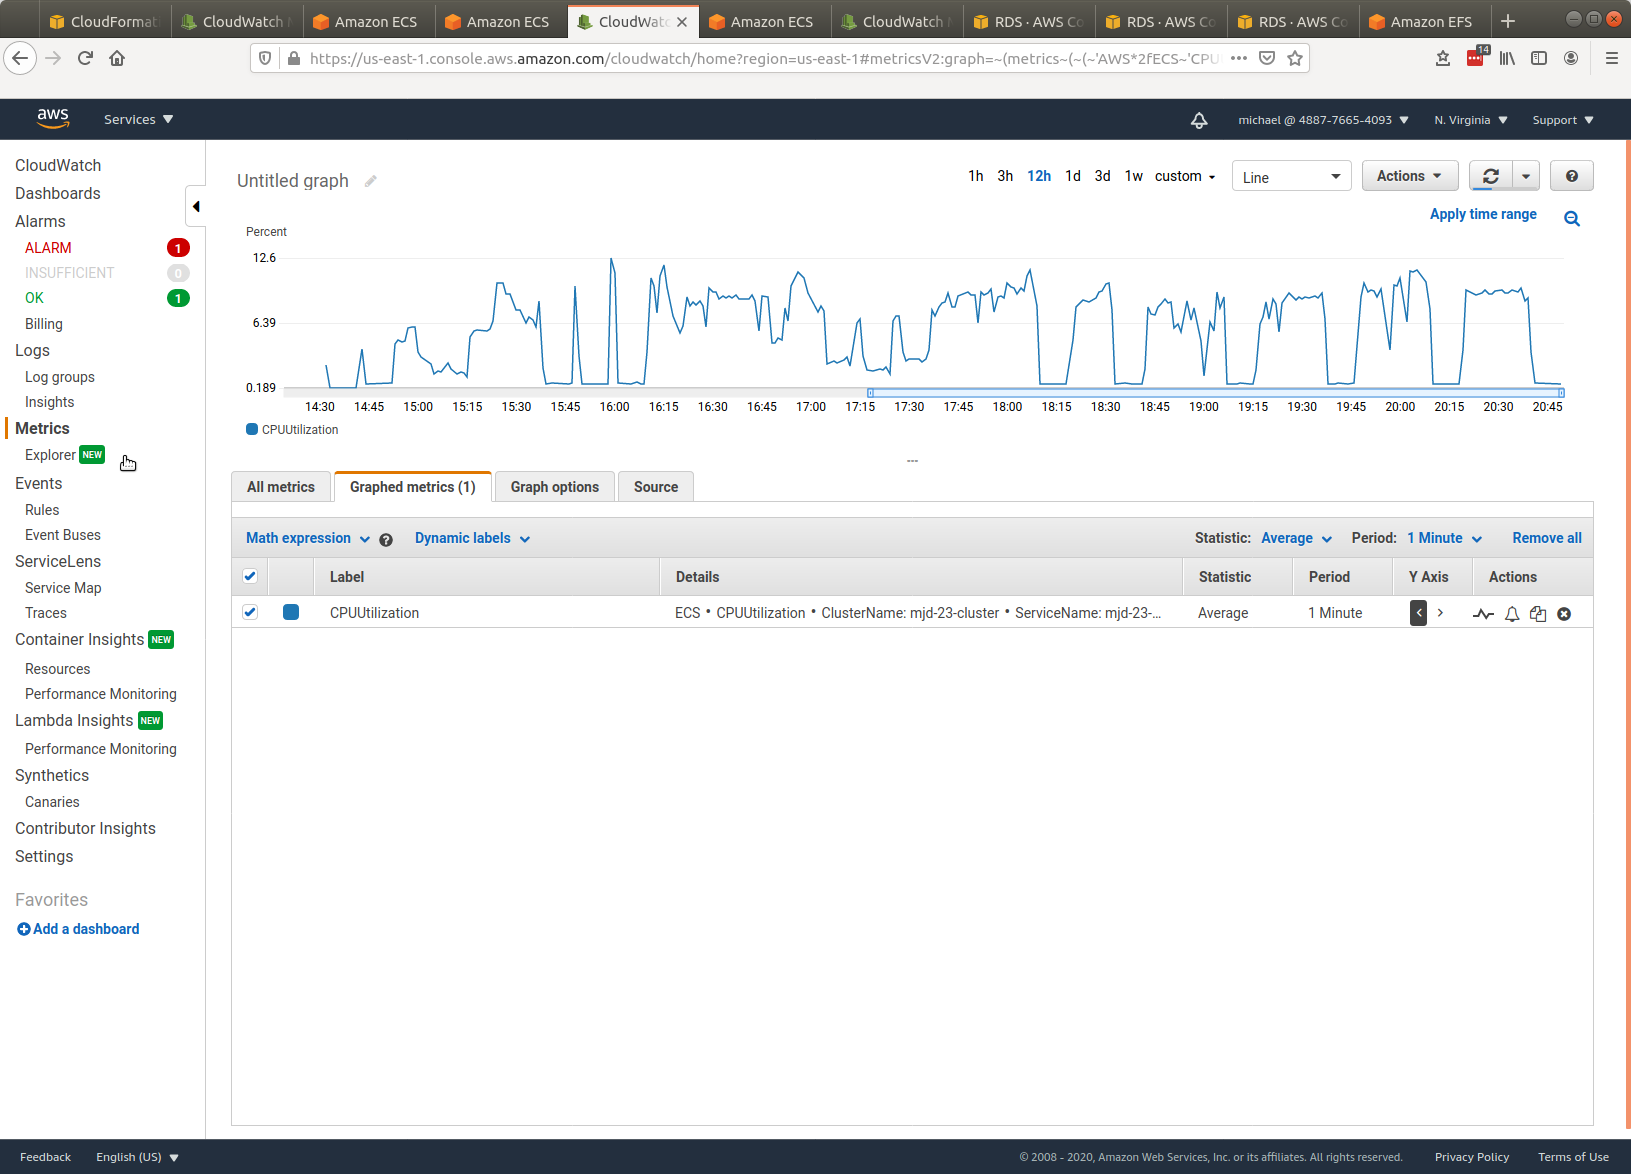 CloudFormat
CloudWatch
Amazon ECS
Amazon ECS
CloudWatc
Amazon ECS
CloudWatch
RDS · AWS Co
RDS · AWS Co
RDS · AWS Co
Amazon EFS
https://us-east-1.console.aws.amazon.com/cloudwatch/home?region=us-east-1#metricsV2:graph=~(metrics~(~(~'AWS*2fECS~'CPU
14
aws
Services
michael @ 4887-7665-4093
N. Virginia
Support
CloudWatch
Dashboards
Alarms
ALARM 1
INSUFFICIENT 0
OK 1
Billing
Logs
Log groups
Insights
Metrics
Explorer NEW
Events
Rules
Event Buses
ServiceLens
Service Map
Traces
Container Insights NEW
Resources
Performance Monitoring
Lambda Insights NEW
Performance Monitoring
Synthetics
Canaries
Contributor Insights
Settings
Favorites
Add a dashboard
Untitled graph
1h 3h 12h 1d 3d 1w custom
Line
Actions
Apply time range
Percent
12.6
6.39
0.189
14:30 14:45 15:00 15:15 15:30 15:45 16:00 16:15 16:30 16:45 17:00 17:15 17:30 17:45 18:00 18:15 18:30 18:45 19:00 19:15 19:30 19:45 20:00 20:15 20:30 20:45
CPUUtilization
All metrics
Graphed metrics (1)
Graph options
Source
Math expression
Dynamic labels
Statistic: Average
Period: 1 Minute
Remove all
Label Details Statistic Period Y Axis Actions
CPUUtilization ECS • CPUUtilization • ClusterName: mjd-23-cluster • ServiceName: mjd-23-... Average 1 Minute
Feedback
English (US)
© 2008 - 2020, Amazon Web Services, Inc. or its affiliates. All rights reserved.
Privacy Policy
Terms of Use